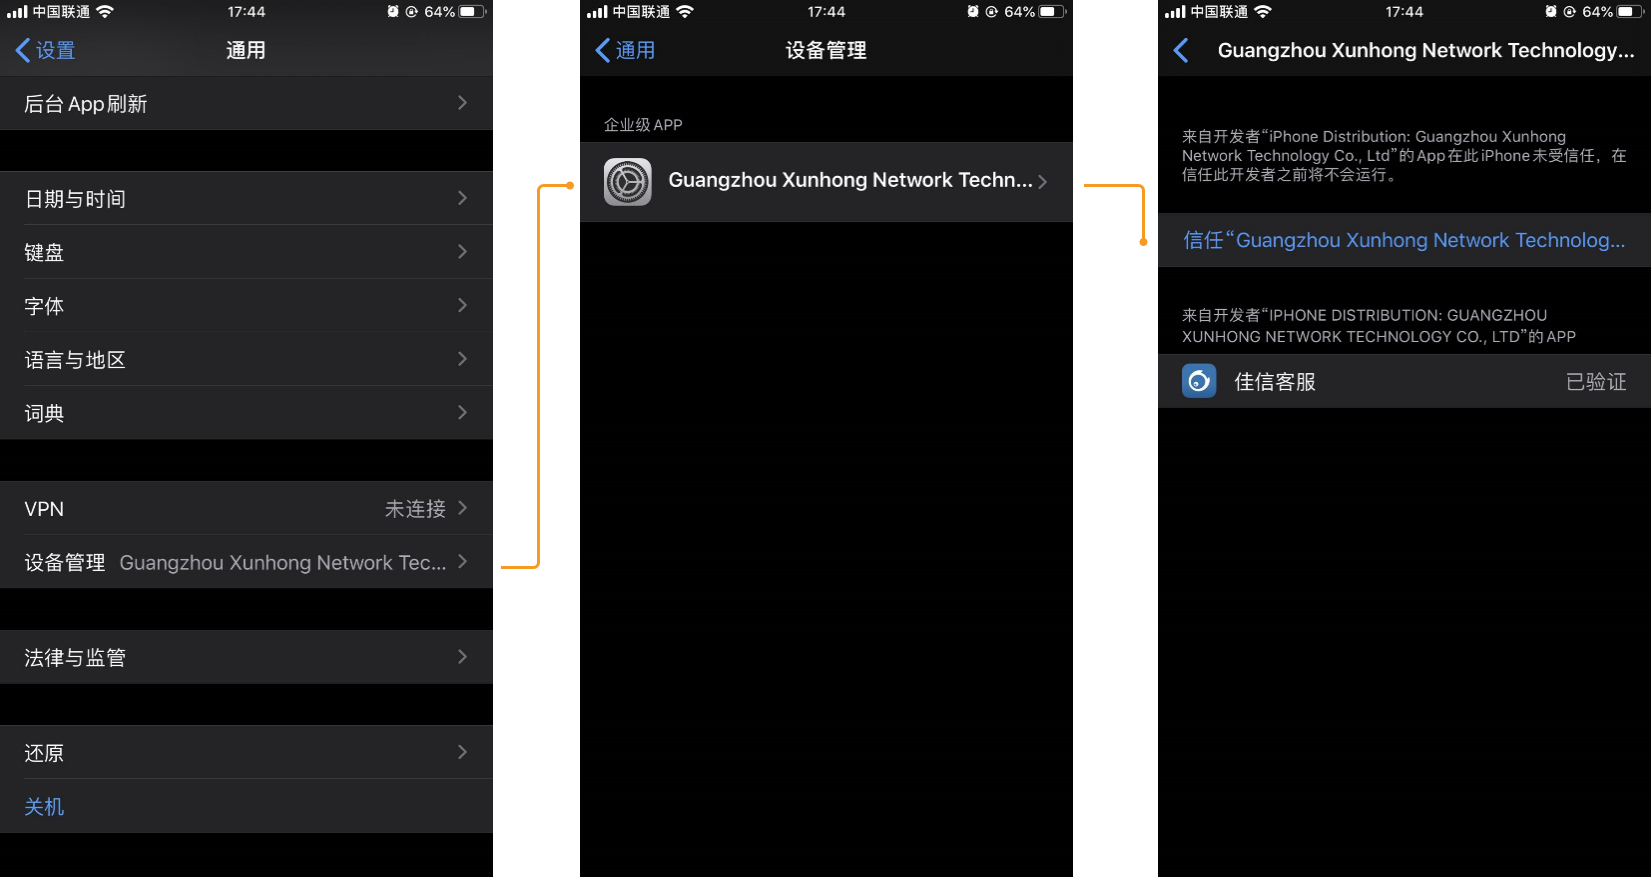 中国联通
17:44
64%
设置
通用
后台App刷新
日期与时间
键盘
字体
语言与地区
词典
VPN
未连接
设备管理
Guangzhou Xunhong Network Tec...
法律与监管
还原
关机
中国联通
17:44
64%
通用
设备管理
企业级 APP
Guangzhou Xunhong Network Techn...
中国联通
17:44
64%
Guangzhou Xunhong Network Technology...
来自开发者“iPhone Distribution: Guangzhou Xunhong
Network Technology Co., Ltd”的App在此iPhone未受信任，在
信任此开发者之前将不会运行。
信任“Guangzhou Xunhong Network Technolog...
来自开发者“IPHONE DISTRIBUTION: GUANGZHOU
XUNHONG NETWORK TECHNOLOGY CO., LTD”的 APP
佳信客服
已验证